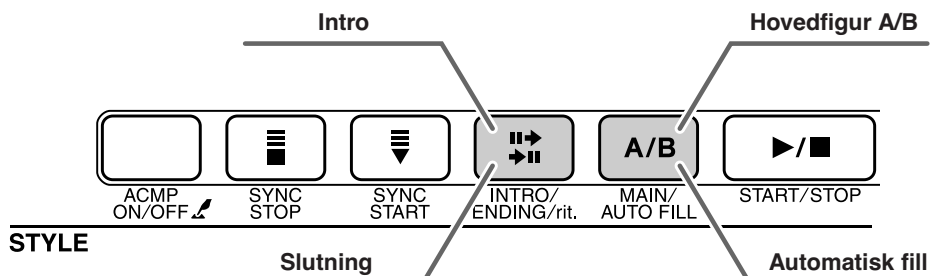 Intro
Hovedfigur A/B
A/B
ACMP
ON/OFF
SYNC
STOP
SYNC
START
INTRO/
ENDING/rit.
MAIN/
AUTO FILL
START/STOP
STYLE
Slutning
Automatisk fill